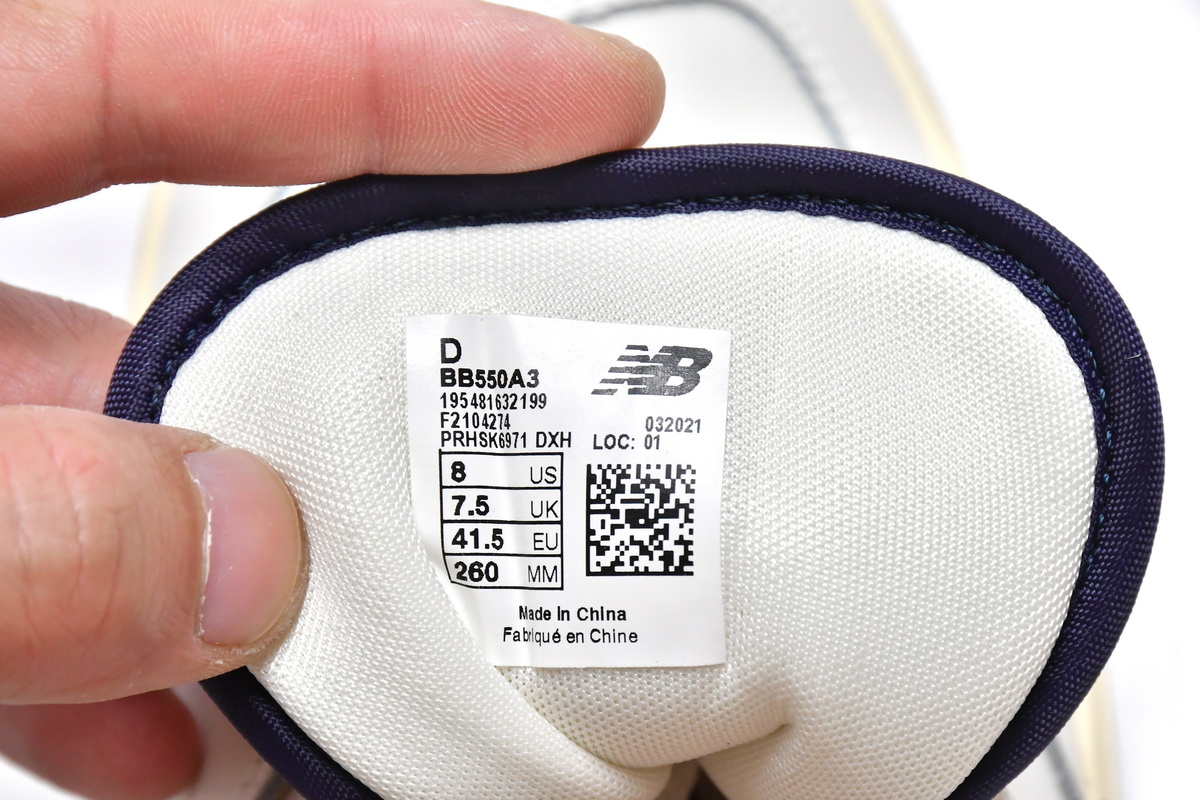 D
BB550A3
NB
195481632199
F2104274
032021
PRHSK6971 DXH
LOC: 01
8 US
7.5 UK
41.5 EU
260 MM
Made In China
Fabriqué en Chine